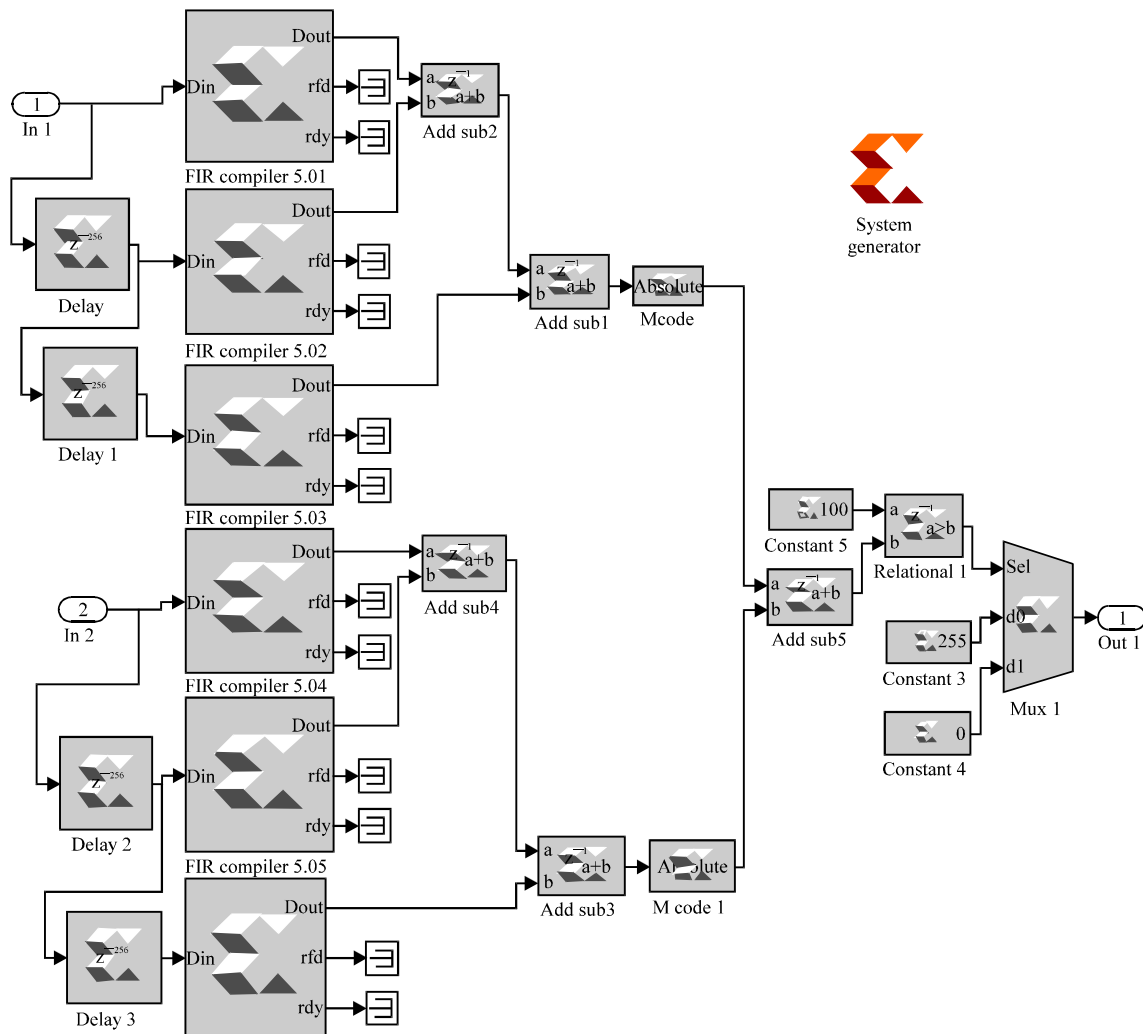 Dout
Din
rfd
rdy
FIR compiler 5.01
1
In 1
a
b
z⁻¹
a+b
Add sub2
System
generator
z⁻²⁵⁶
Delay
Dout
Din
rfd
rdy
FIR compiler 5.02
a
b
z⁻¹
a+b
Add sub1
Absolute
Mcode
z⁻²⁵⁶
Delay 1
Dout
Din
rfd
rdy
FIR compiler 5.03
100
Constant 5
a
b
z⁻¹
a>b
Relational 1
Dout
Din
rfd
rdy
FIR compiler 5.04
2
In 2
a
b
z⁻¹
a+b
Add sub4
a
b
z⁻¹
a+b
Add sub5
Sel
d0
d1
Mux 1
255
Constant 3
0
Constant 4
1
Out 1
z⁻²⁵⁶
Delay 2
Dout
Din
rfd
rdy
FIR compiler 5.05
a
b
z⁻¹
a+b
Add sub3
Absolute
M code 1
z⁻²⁵⁶
Delay 3
Dout
Din
rfd
rdy